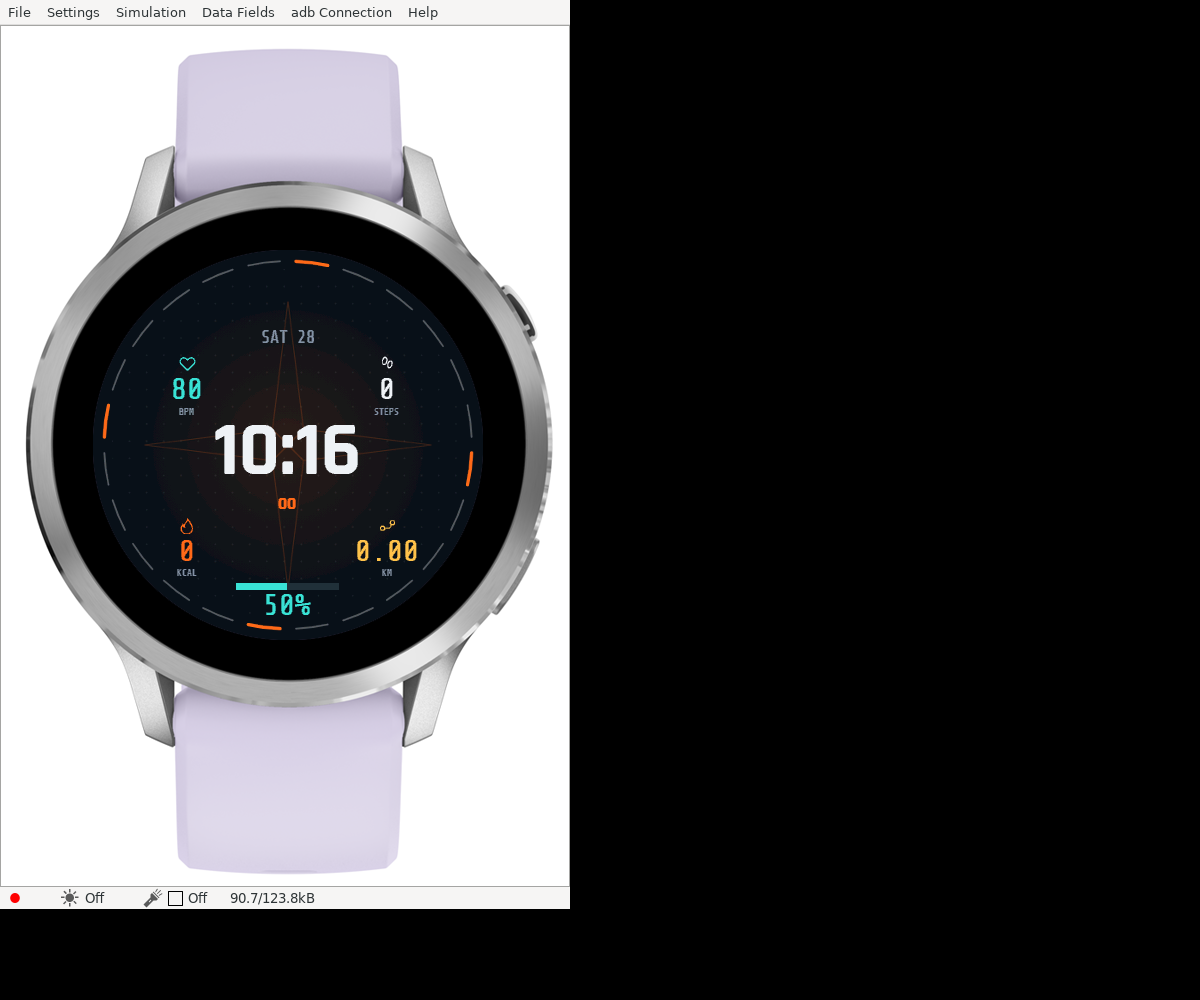 File Settings Simulation Data Fields adb Connection Help
SAT 28
80 0
BPM STEPS
10:16
00
0 0.00
KCAL KM
50%
Off Off 90.7/123.8kB